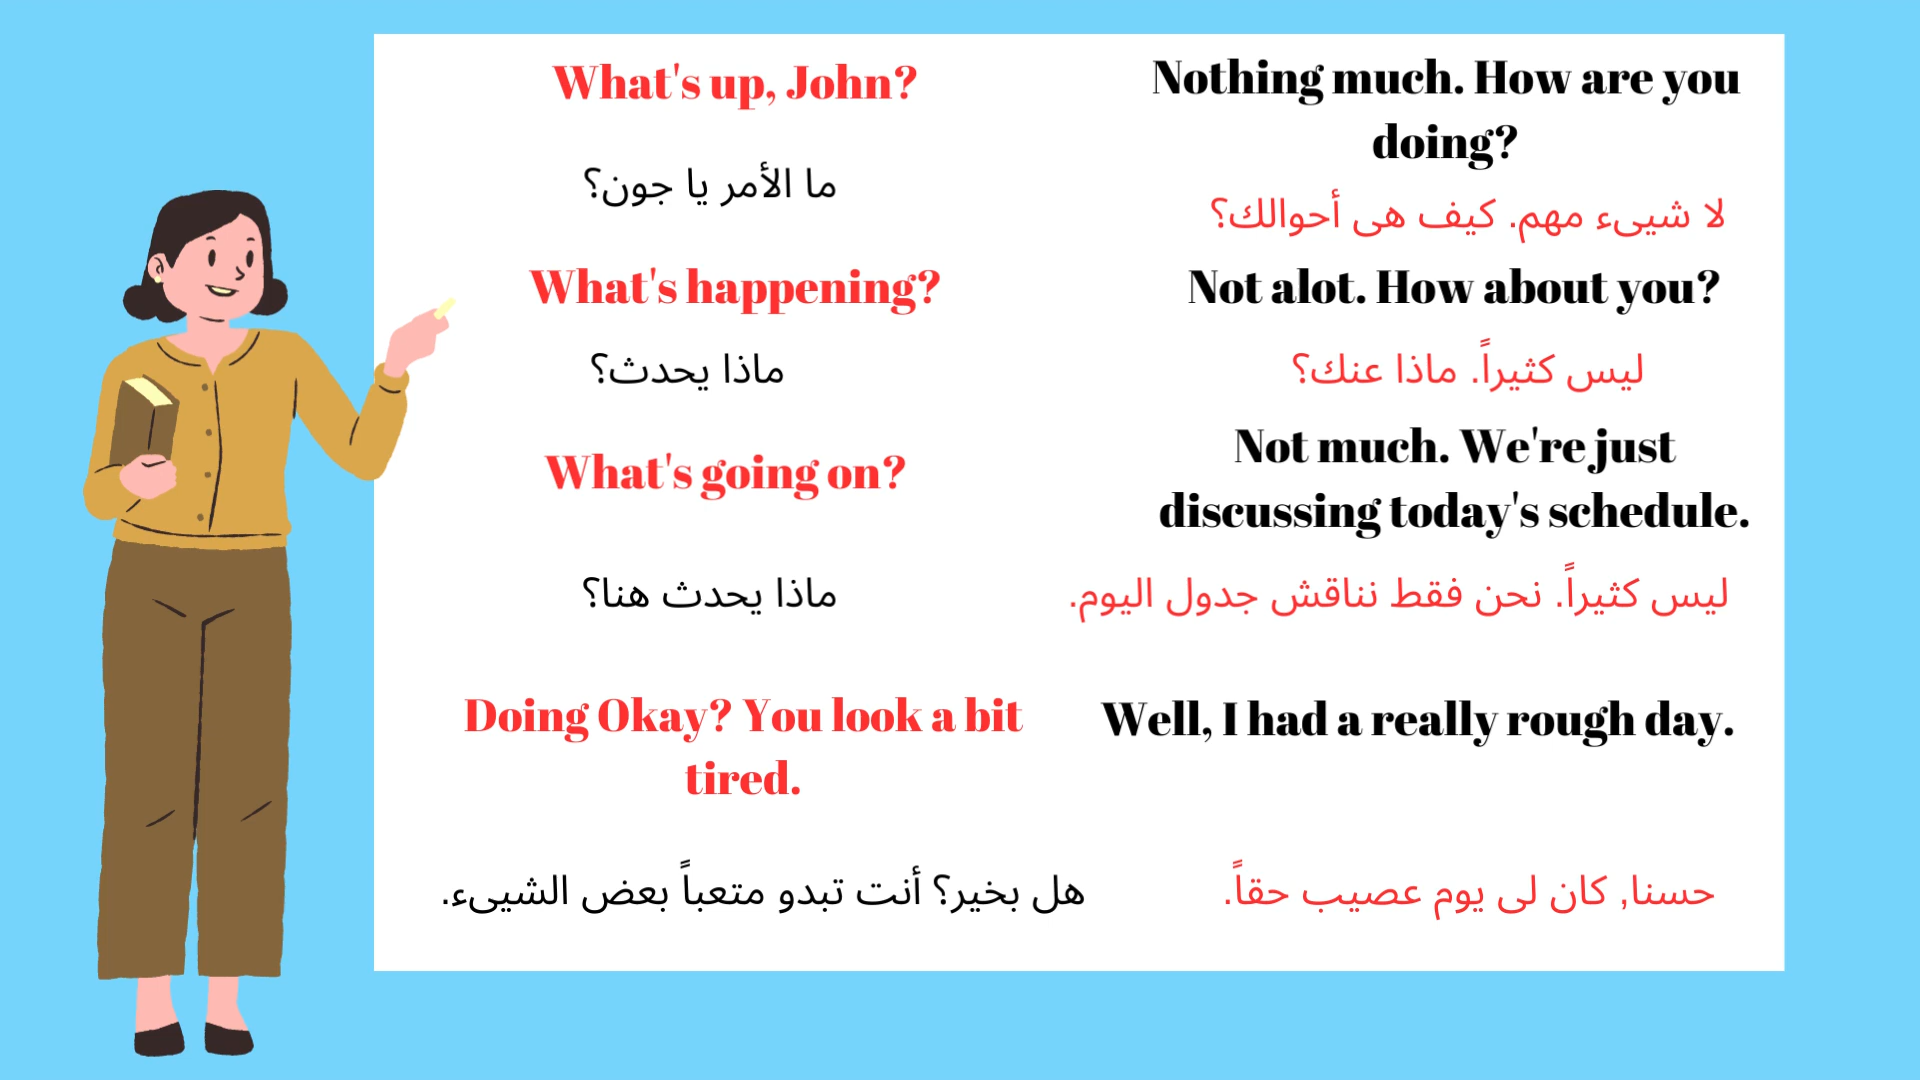 What's up, John?
Nothing much. How are you
doing?
ما الأمر يا جون؟
لا شيىء مهم. كيف هى أحوالك؟
What's happening?
Not alot. How about you?
ماذا يحدث؟
ليس كثيراً. ماذا عنك؟
What's going on?
Not much. We're just
discussing today's schedule.
ماذا يحدث هنا؟
ليس كثيراً. نحن فقط نناقش جدول اليوم.
Doing Okay? You look a bit
tired.
Well, I had a really rough day.
هل بخير؟ أنت تبدو متعباً بعض الشيىء.
حسنا, كان لى يوم عصيب حقاً.